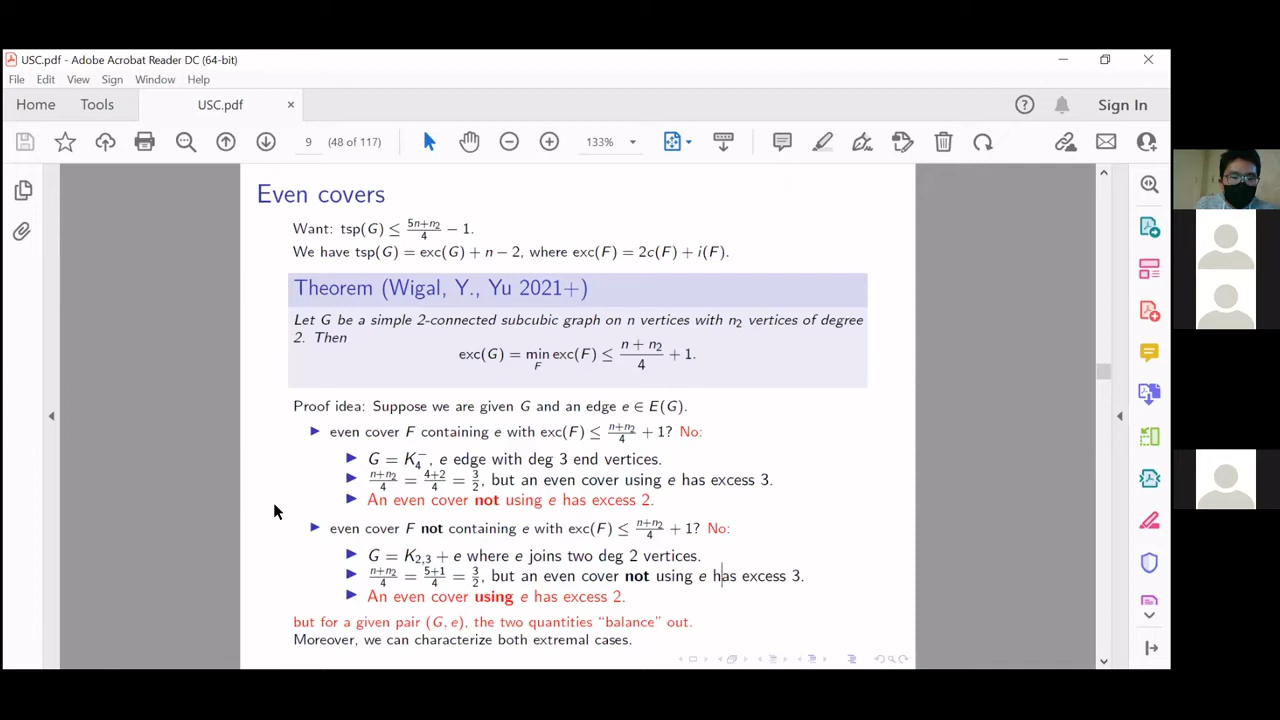 USC.pdf - Adobe Acrobat Reader DC (64-bit)
File Edit View Sign Window Help
Home Tools USC.pdf × Sign In
9 (48 of 117) 133%
Even covers
Want: tsp(G) ≤ (5n+n₂)/4 − 1.
We have tsp(G) = exc(G) + n − 2, where exc(F) = 2c(F) + i(F).
Theorem (Wigal, Y., Yu 2021+)
Let G be a simple 2-connected subcubic graph on n vertices with n₂ vertices of degree
2. Then
exc(G) = min_F exc(F) ≤ (n + n₂)/4 + 1.
Proof idea: Suppose we are given G and an edge e ∈ E(G).
▶ even cover F containing e with exc(F) ≤ (n+n₂)/4 + 1? No:
▶ G = K₄⁻, e edge with deg 3 end vertices.
▶ (n+n₂)/4 = (4+2)/4 = 3/2, but an even cover using e has excess 3.
▶ An even cover not using e has excess 2.
▶ even cover F not containing e with exc(F) ≤ (n+n₂)/4 + 1? No:
▶ G = K₂,₃ + e where e joins two deg 2 vertices.
▶ (n+n₂)/4 = (5+1)/4 = 3/2, but an even cover not using e has excess 3.
▶ An even cover using e has excess 2.
but for a given pair (G, e), the two quantities “balance” out.
Moreover, we can characterize both extremal cases.